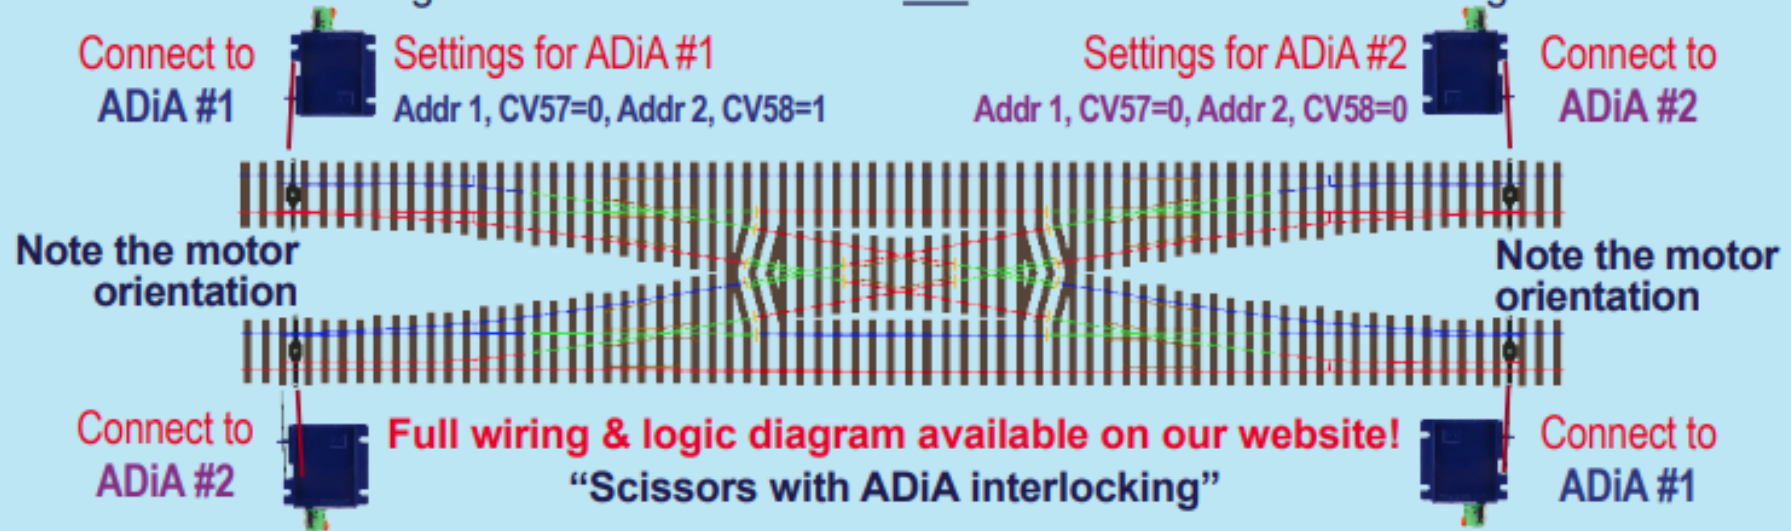 Connect to
ADiA #1
Settings for ADiA #1
Addr 1, CV57=0, Addr 2, CV58=1
Settings for ADiA #2
Addr 1, CV57=0, Addr 2, CV58=0
Connect to
ADiA #2
Note the motor
orientation
Note the motor
orientation
Connect to
ADiA #2
Full wiring & logic diagram available on our website!
“Scissors with ADiA interlocking”
Connect to
ADiA #1